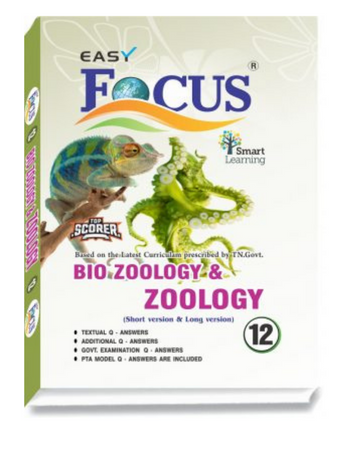 EASY
FOCUS ®
Smart
Learning
TOP
SCORER
Based on the Latest Curriculam prescribed by TN.Govt.
BIO.ZOOLOGY &
ZOOLOGY
(Short version & Long version)
12
TEXTUAL Q - ANSWERS
ADDITIONAL Q - ANSWERS
GOVT. EXAMINATION Q - ANSWERS
PTA MODEL Q - ANSWERS ARE INCLUDED